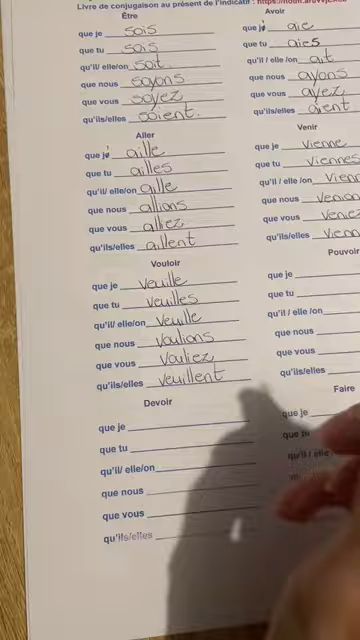 Livre de conjugaison au présent de l'indicatif :
Être
que je sois
que tu sois
qu'il/ elle/on soit
que nous soyons
que vous soyez
qu'ils/elles soient.
Avoir
que j' aie
que tu aies
qu'il / elle /on ait
que nous ayons
que vous ayez
qu'ils/elles aient
Aller
que j' aille
que tu ailles
qu'il/ elle/on aille
que nous allions
que vous alliez
qu'ils/elles aillent
Venir
que je vienne
que tu viennes
qu'il / elle /on
que nous
que vous
qu'ils/elles
Vouloir
que je veuille
que tu veuilles
qu'il/ elle/on veuille
que nous voulions
que vous vouliez
qu'ils/elles veuillent
Pouvoir
que je
que tu
qu'il / elle /on
que nous
que vous
qu'ils/elles
Devoir
que je
que tu
qu'il/ elle/on
que nous
que vous
qu'ils/elles
Faire
que je
que tu
qu'il / elle